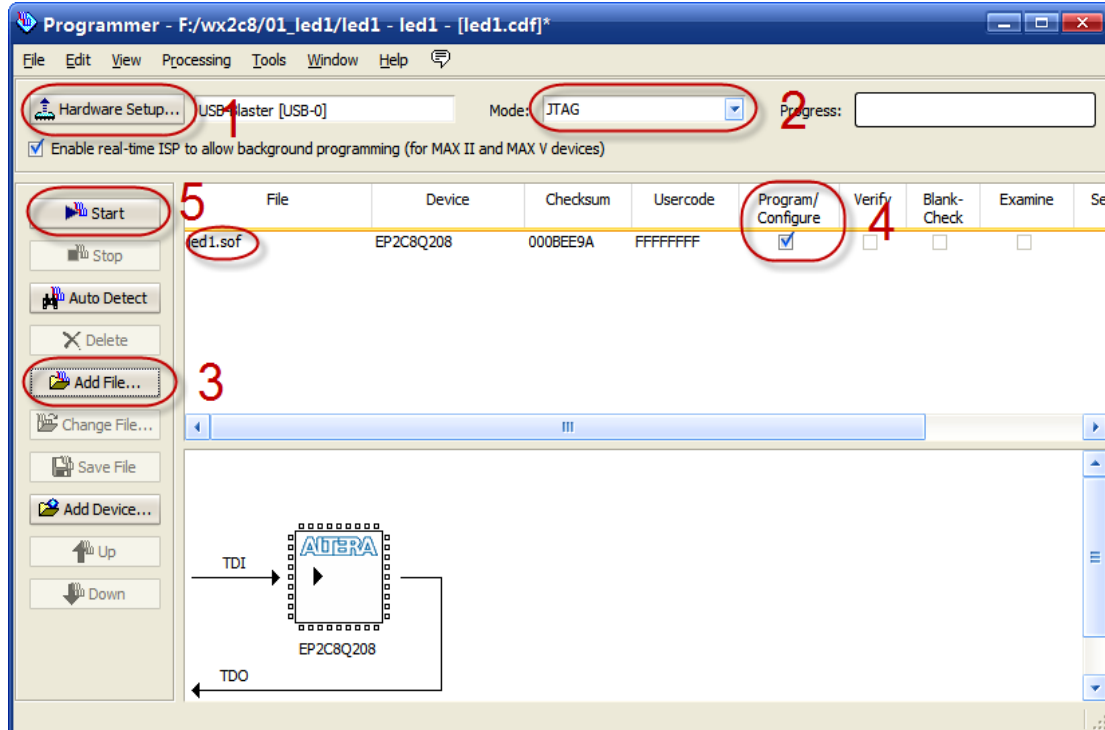 Programmer - F:/wx2c8/01_led1/led1 - led1 - [led1.cdf]*
File Edit View Processing Tools Window Help
Hardware Setup... 1 USB-Blaster [USB-0] Mode: JTAG 2 Progress:
Enable real-time ISP to allow background programming (for MAX II and MAX V devices)
Start 5
Stop
Auto Detect
Delete
Add File... 3
Change File...
Save File
Add Device...
Up
Down
File Device Checksum Usercode Program/ Configure 4 Verify Blank- Check Examine Se
led1.sof EP2C8Q208 000BEE9A FFFFFFFF
ALTERA
TDI
EP2C8Q208
TDO